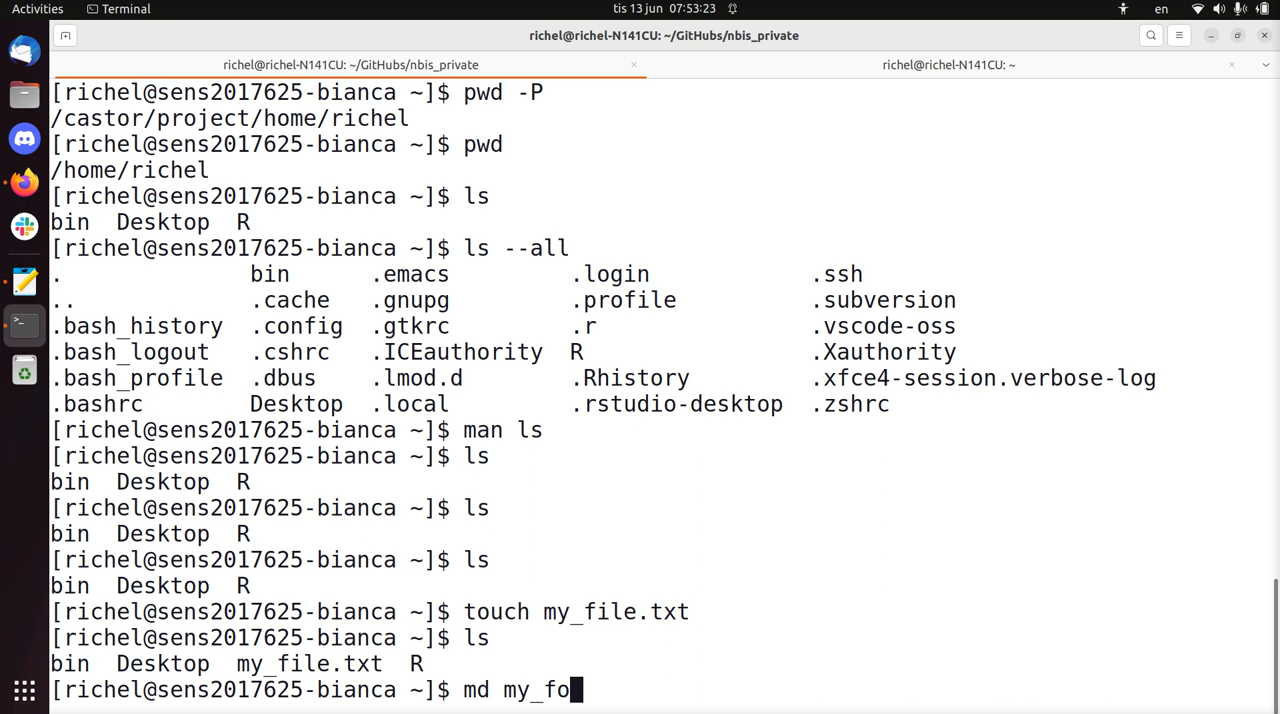 Activities Terminal tis 13 jun 07:53:23 en
richel@richel-N141CU: ~/GitHubs/nbis_private
richel@richel-N141CU: ~/GitHubs/nbis_private richel@richel-N141CU: ~
[richel@sens2017625-bianca ~]$ pwd -P
/castor/project/home/richel
[richel@sens2017625-bianca ~]$ pwd
/home/richel
[richel@sens2017625-bianca ~]$ ls
bin  Desktop  R
[richel@sens2017625-bianca ~]$ ls --all
.              bin      .emacs        .login            .ssh
..             .cache   .gnupg        .profile          .subversion
.bash_history  .config  .gtkrc        .r                .vscode-oss
.bash_logout   .cshrc   .ICEauthority  R                 .Xauthority
.bash_profile  .dbus    .lmod.d       .Rhistory         .xfce4-session.verbose-log
.bashrc        Desktop  .local        .rstudio-desktop  .zshrc
[richel@sens2017625-bianca ~]$ man ls
[richel@sens2017625-bianca ~]$ ls
bin  Desktop  R
[richel@sens2017625-bianca ~]$ ls
bin  Desktop  R
[richel@sens2017625-bianca ~]$ ls
bin  Desktop  R
[richel@sens2017625-bianca ~]$ touch my_file.txt
[richel@sens2017625-bianca ~]$ ls
bin  Desktop  my_file.txt  R
[richel@sens2017625-bianca ~]$ md my_fo